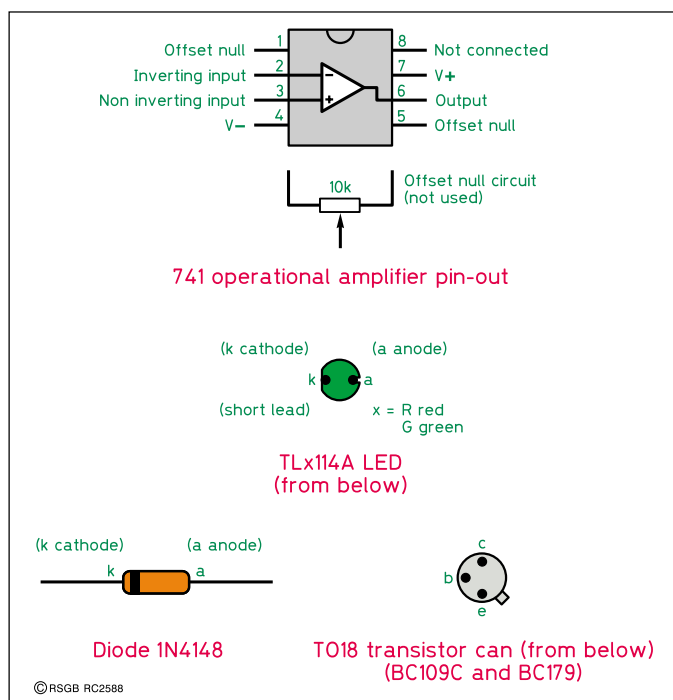 Offset null 1 8 Not connected
Inverting input 2 7 V+
Non inverting input 3 6 Output
V− 4 5 Offset null
− +
10k
Offset null circuit
(not used)
741 operational amplifier pin-out
(k cathode) (a anode)
k a
(short lead) x = R red
G green
TLx114A LED
(from below)
(k cathode) (a anode)
k a
Diode 1N4148
c
b
e
TO18 transistor can (from below)
(BC109C and BC179)
©RSGB RC2588